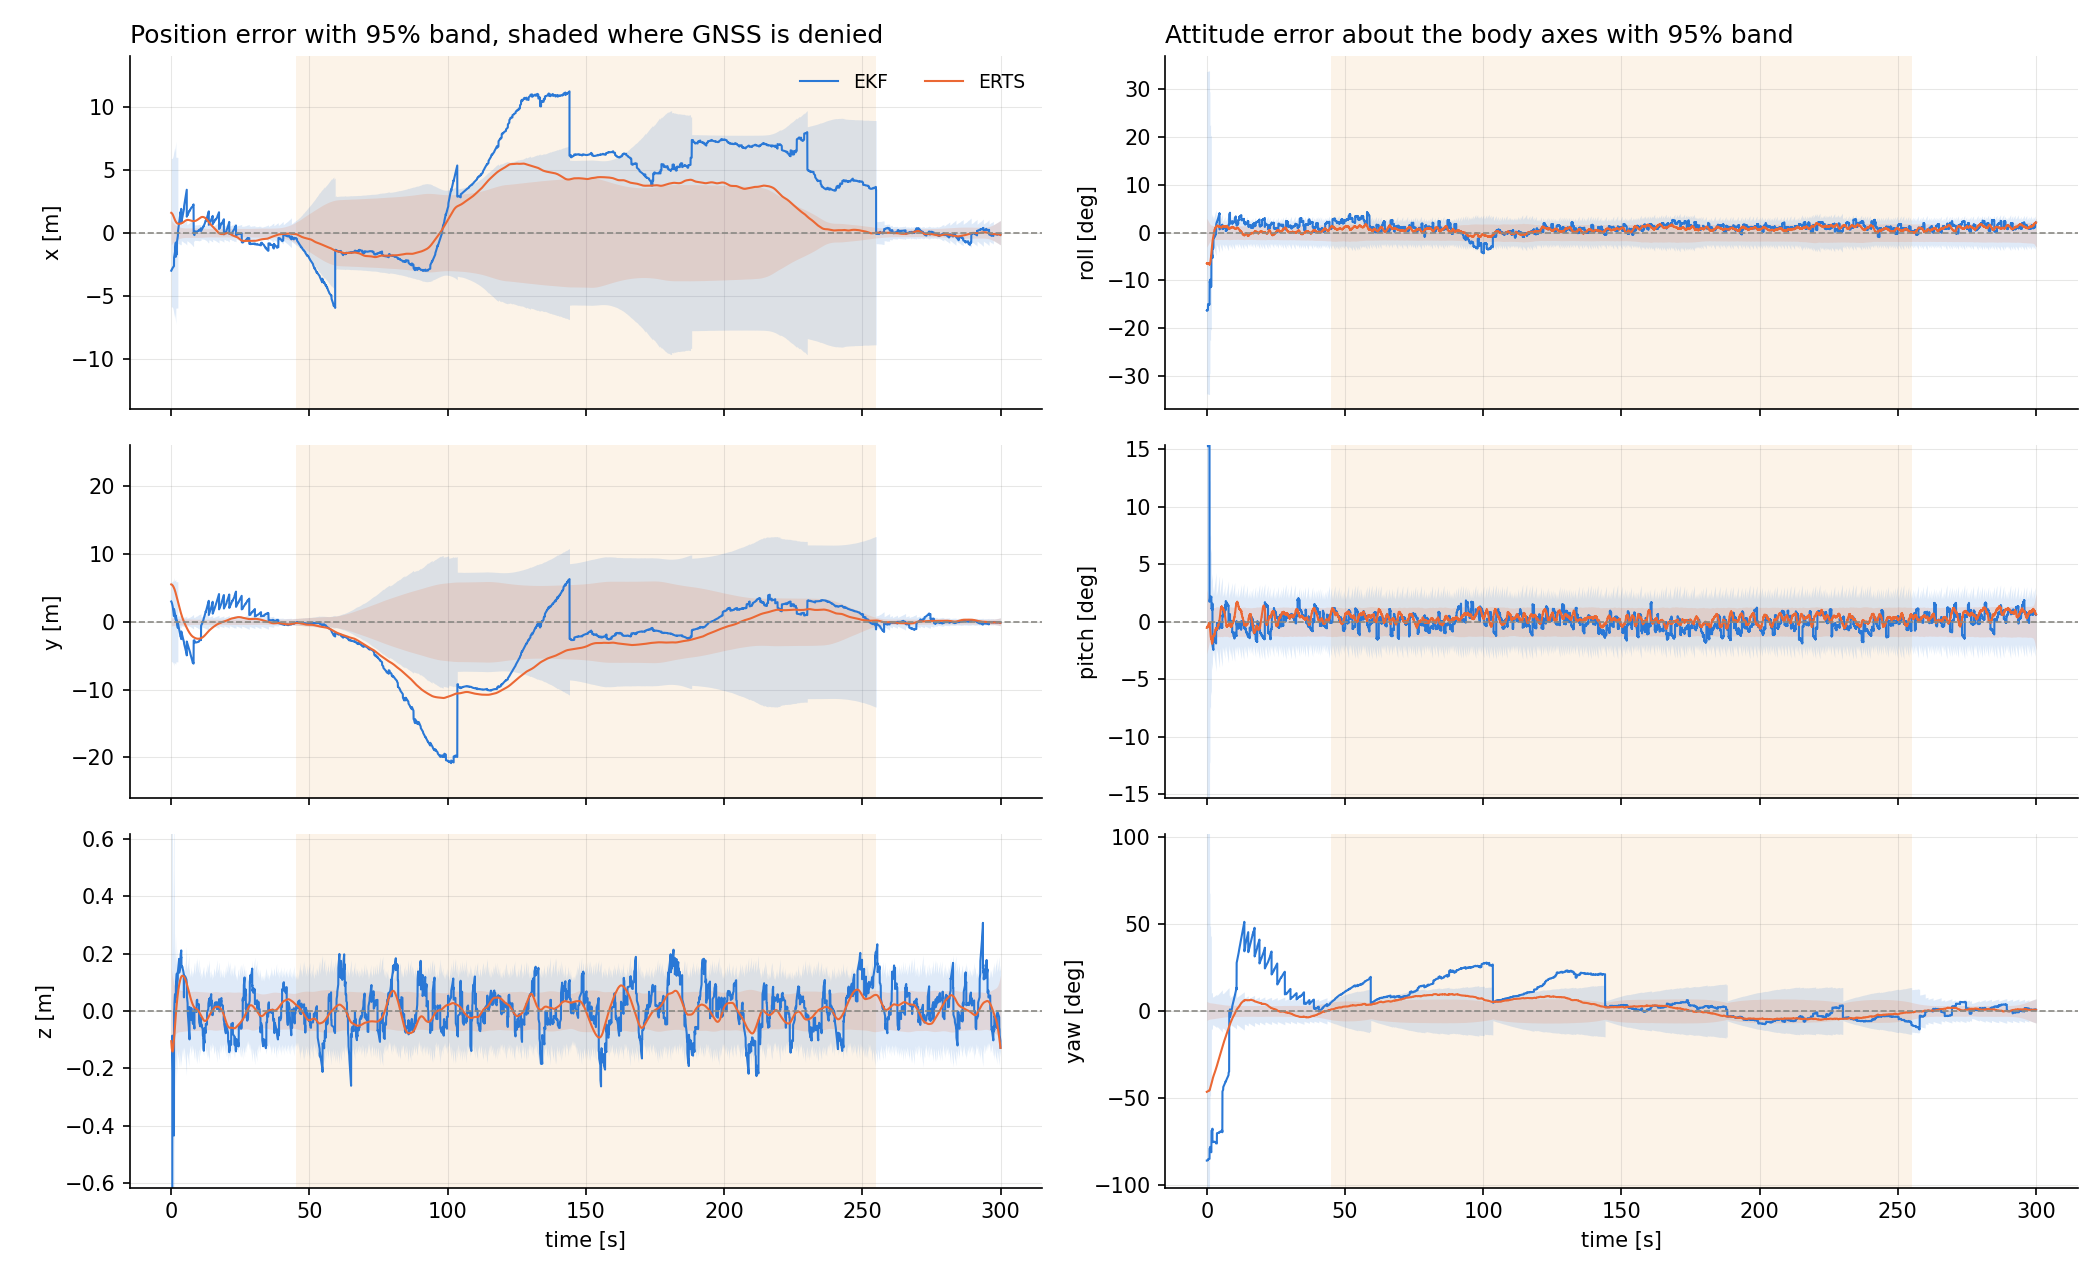 Position error with 95% band, shaded where GNSS is denied
EKF ERTS
x [m]
10
5
0
−5
−10
y [m]
20
10
0
−10
−20
z [m]
0.6
0.4
0.2
0.0
−0.2
−0.4
−0.6
0 50 100 150 200 250 300
time [s]
Attitude error about the body axes with 95% band
roll [deg]
30
20
10
0
−10
−20
−30
pitch [deg]
15
10
5
0
−5
−10
−15
yaw [deg]
100
50
0
−50
−100
0 50 100 150 200 250 300
time [s]